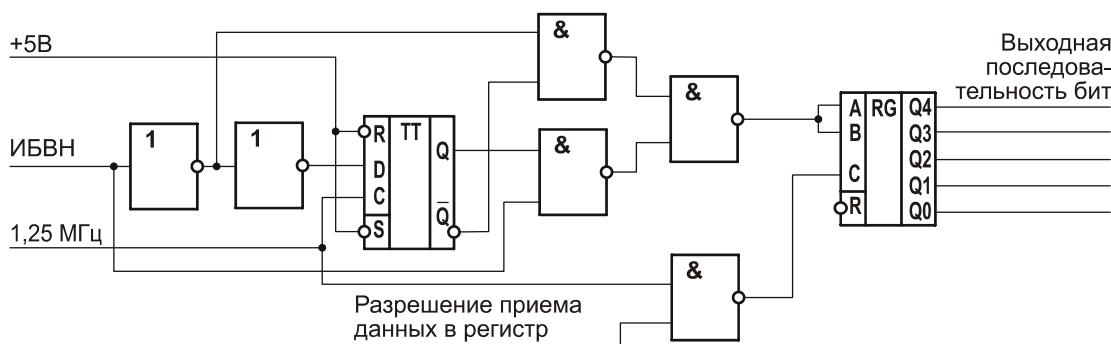 +5В
ИБВН
1,25 МГц
1
1
R
D
C
S
TT
Q
Q
&
&
&
&
Разрешение приема
данных в регистр
A
B
C
R
RG
Q4
Q3
Q2
Q1
Q0
Выходная
последова-
тельность бит